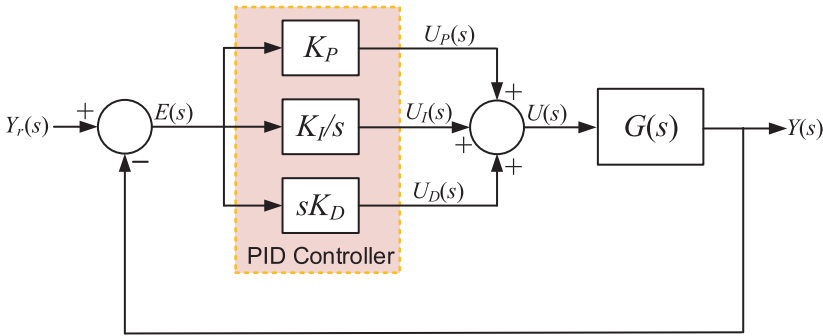 K_P
U_P(s)
+
+
Y_r(s)
E(s)
K_I/s
U_I(s)
U(s)
G(s)
Y(s)
+
−
+
sK_D
U_D(s)
PID Controller